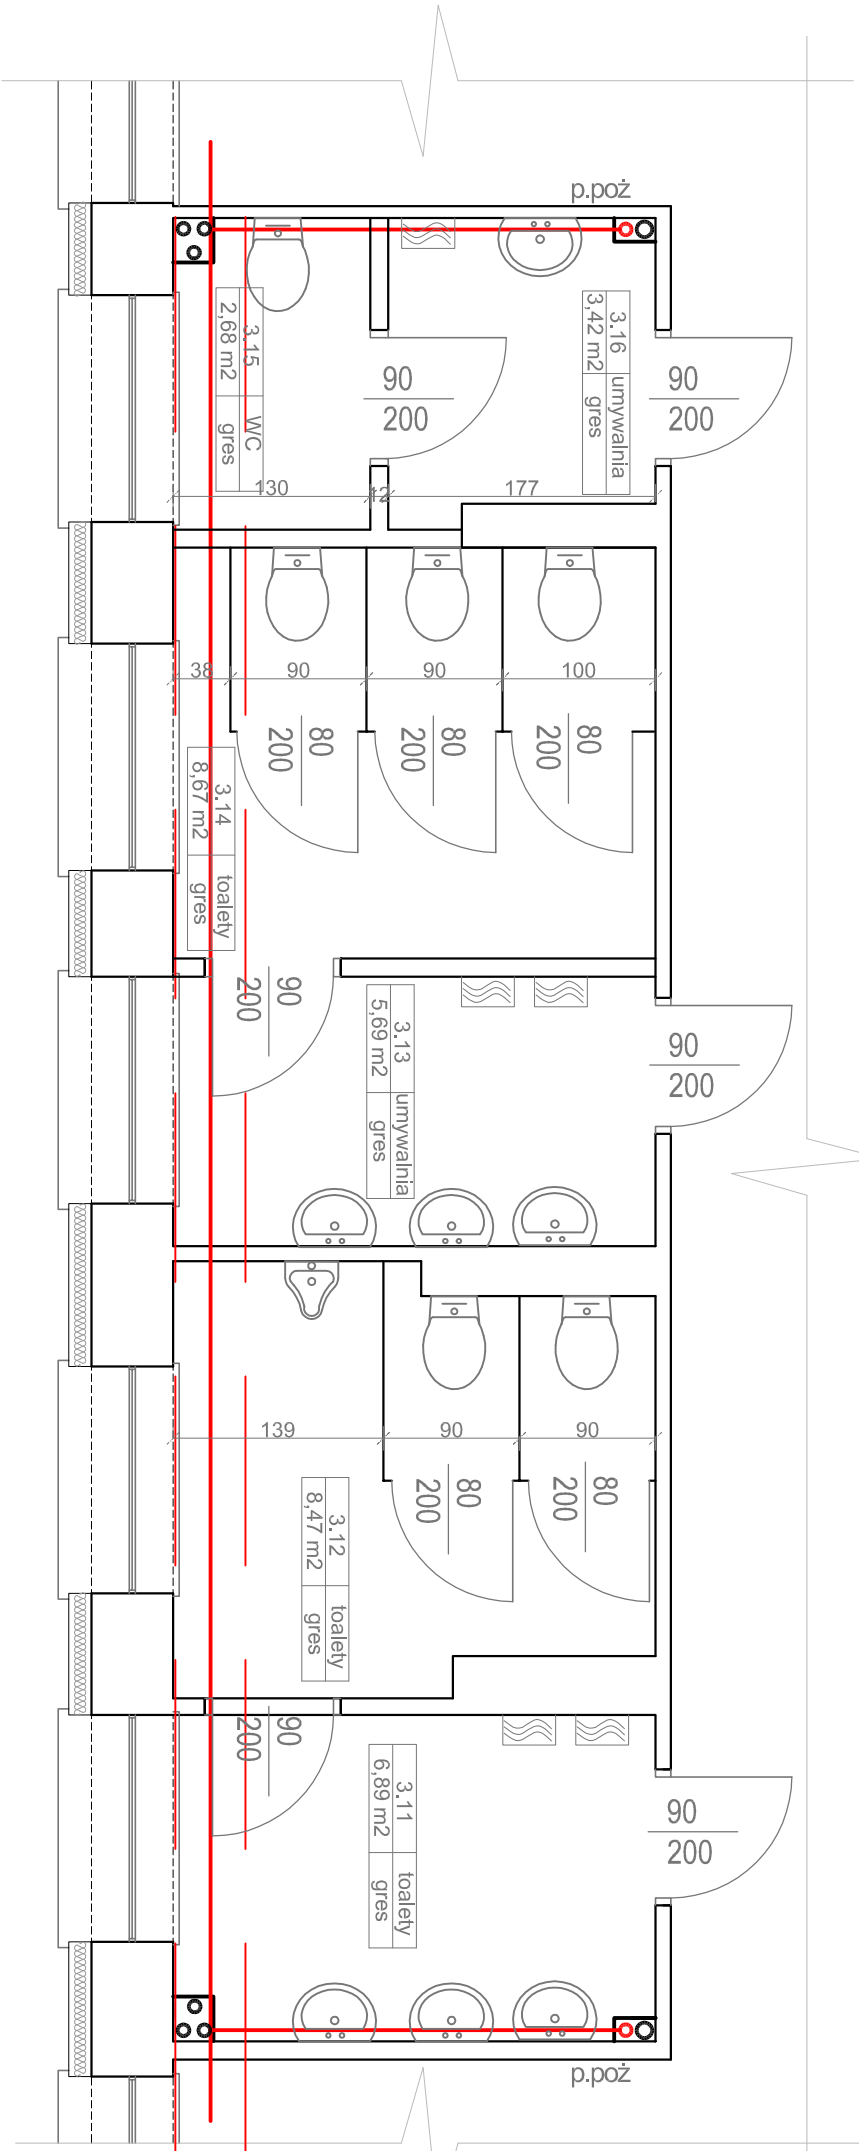 p.poż
3.15 WC
2,68 m2 gres
3.16 umywalnia
3,42 m2 gres
90
200
90
200
130
12
177
38
90
90
100
80
200
80
200
80
200
3.14 toalety
8,67 m2 gres
90
200
3.13 umywalnia
5,69 m2 gres
90
200
139
90
90
80
200
80
200
3.12 toalety
8,47 m2 gres
90
200
3.11 toalety
6,89 m2 gres
90
200
p.poż